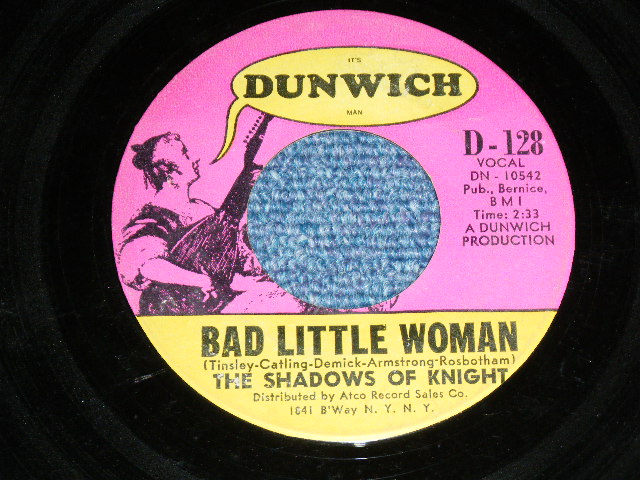 IT'S
DUNWICH
MAN
D-128
VOCAL
DN - 10542
Pub., Bernice,
BMI
Time: 2:33
A DUNWICH
PRODUCTION
BAD LITTLE WOMAN
(Tinsley-Catling-Demick-Armstrong-Rosbotham)
THE SHADOWS OF KNIGHT
Distributed by Atco Record Sales Co.
1841 B'Way N. Y. N. Y.